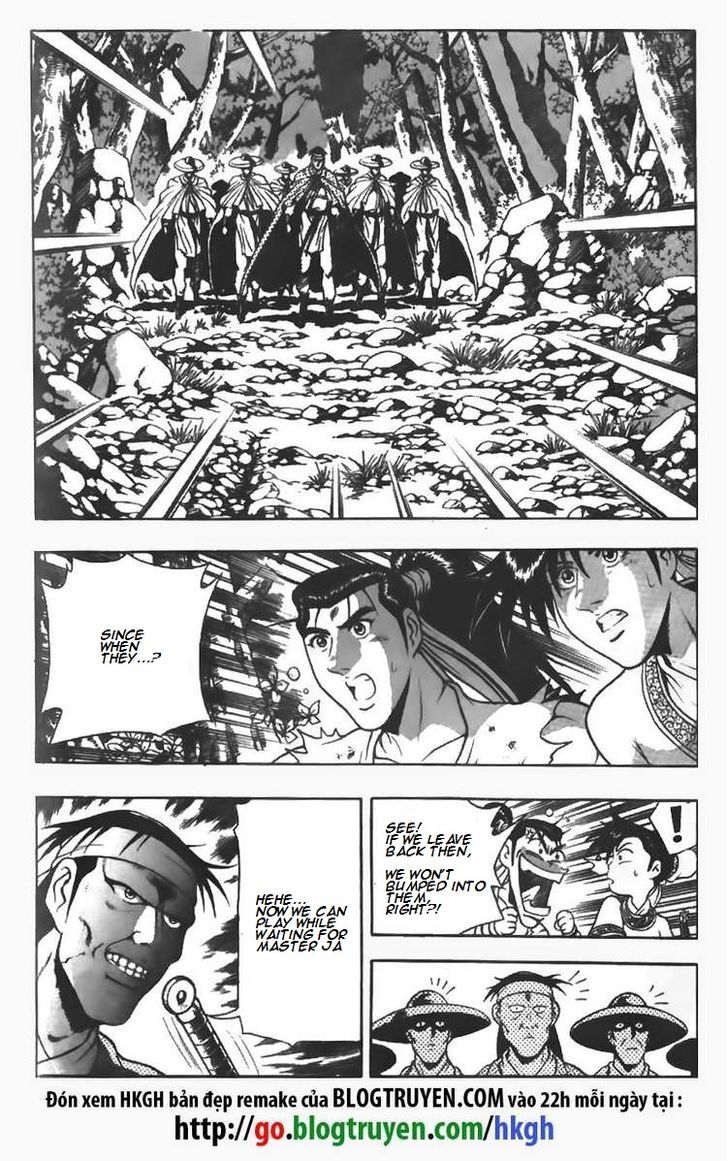 SINCE
WHEN
THEY...?
SEE!
IF WE LEAVE
BACK THEN,
WE WON'T
BUMPED INTO
THEM,
RIGHT?!
!
HEHE...
NOW WE CAN
PLAY WHILE
WAITING FOR
MASTER JA
Đón xem HKGH bản đẹp remake của BLOGTRUYEN.COM vào 22h mỗi ngày tại :
http://go.blogtruyen.com/hkgh